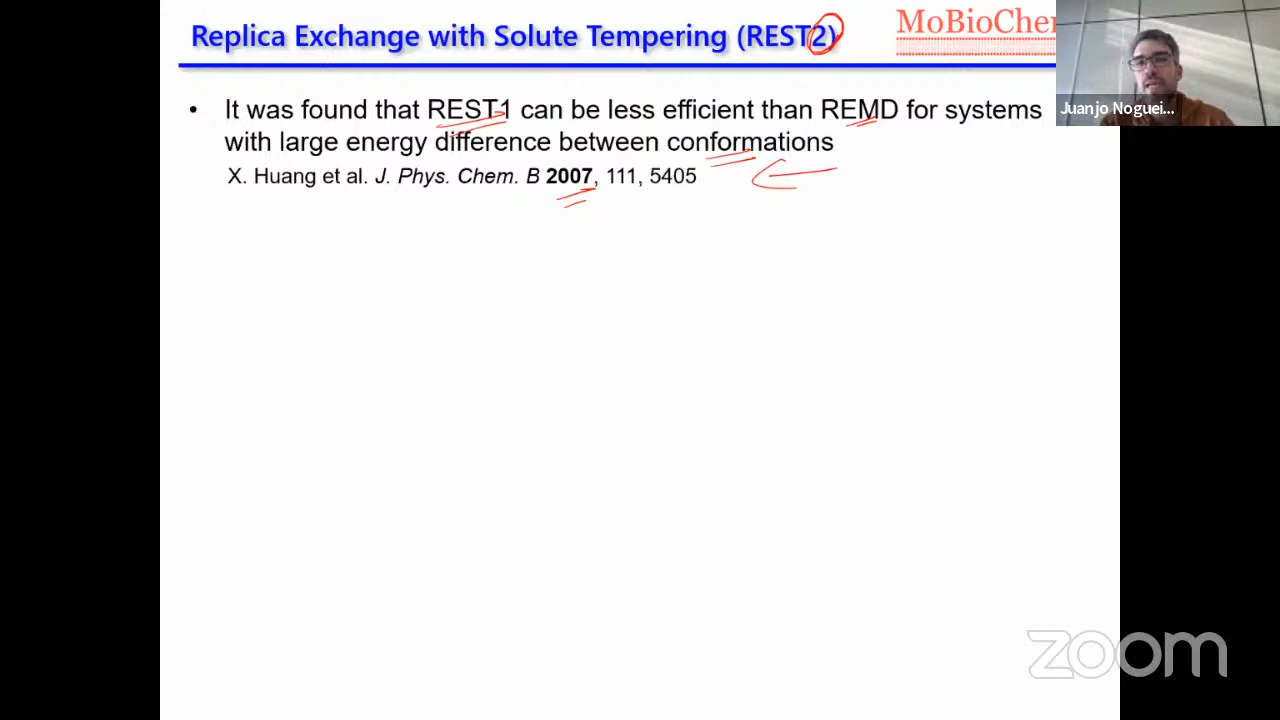 Replica Exchange with Solute Tempering (REST2)
MoBioChe
Juanjo Noguei...
• It was found that REST1 can be less efficient than REMD for systems
with large energy difference between conformations
X. Huang et al. J. Phys. Chem. B 2007, 111, 5405
zoom